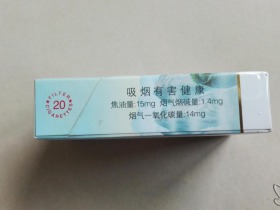 FILTER
20
CIGARETTES
吸烟有害健康
焦油量:15mg 烟气烟碱量:1.4mg
烟气一氧化碳量:14mg